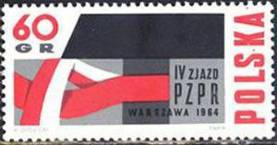 60
GR
POLSKA
IV ZJAZD
PZPR
WARSZAWA 1964